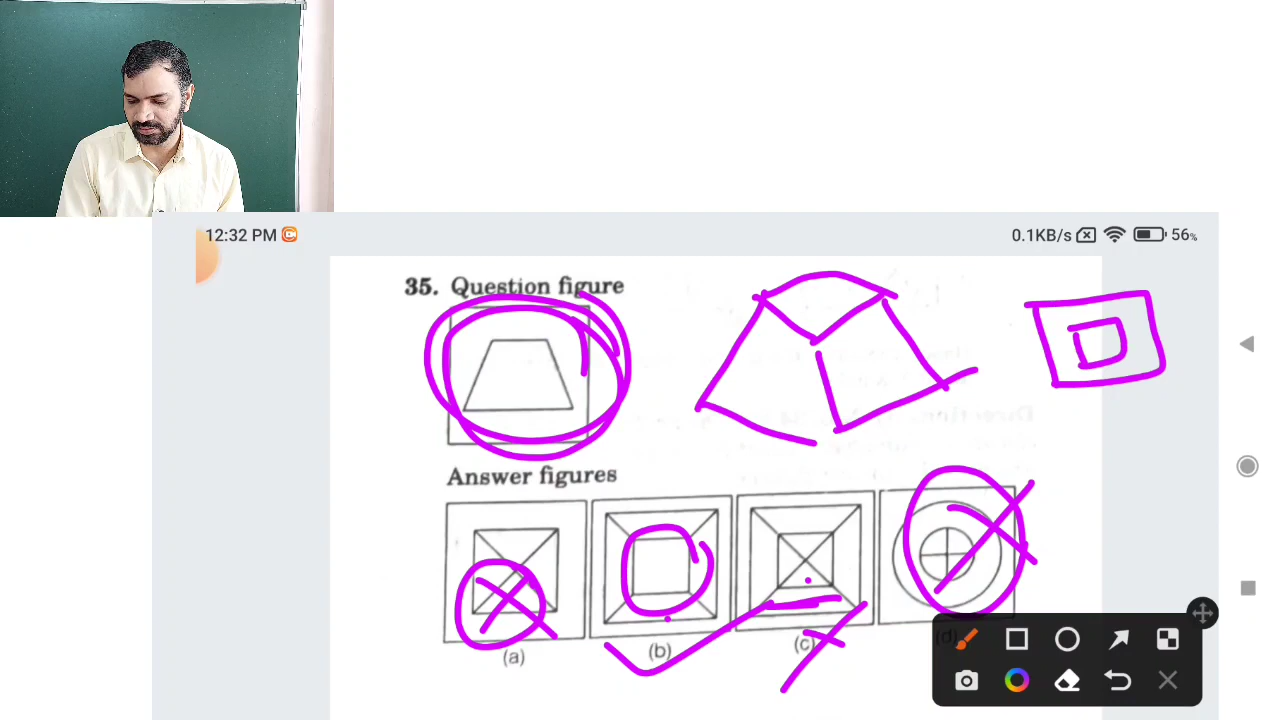 12:32 PM 0.1KB/s 56%
35. Question figure
Answer figures
(a) (b) (c) (d)